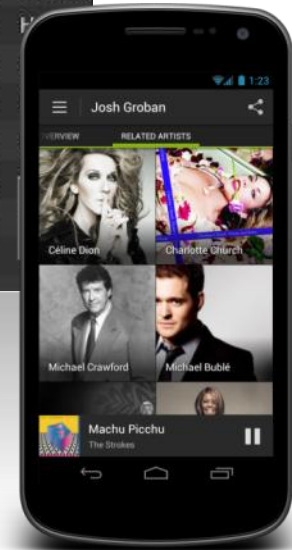 H
1:23
Josh Groban
VERVIEW
RELATED ARTISTS
Céline Dion
Charlotte Church
Michael Crawford
Michael Bublé
Machu Picchu
The Strokes